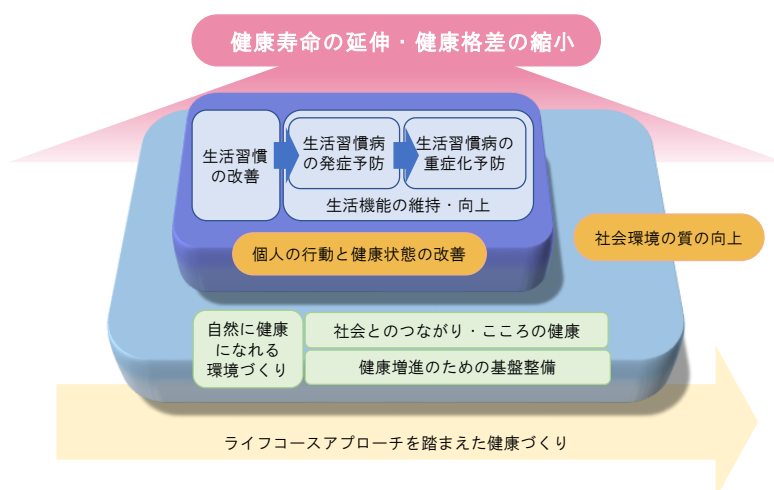 健康寿命の延伸・健康格差の縮小
生活習慣
の改善
生活習慣病
の発症予防
生活習慣病の
重症化予防
生活機能の維持・向上
個人の行動と健康状態の改善
社会環境の質の向上
自然に健康
になれる
環境づくり
社会とのつながり・こころの健康
健康増進のための基盤整備
ライフコースアプローチを踏まえた健康づくり